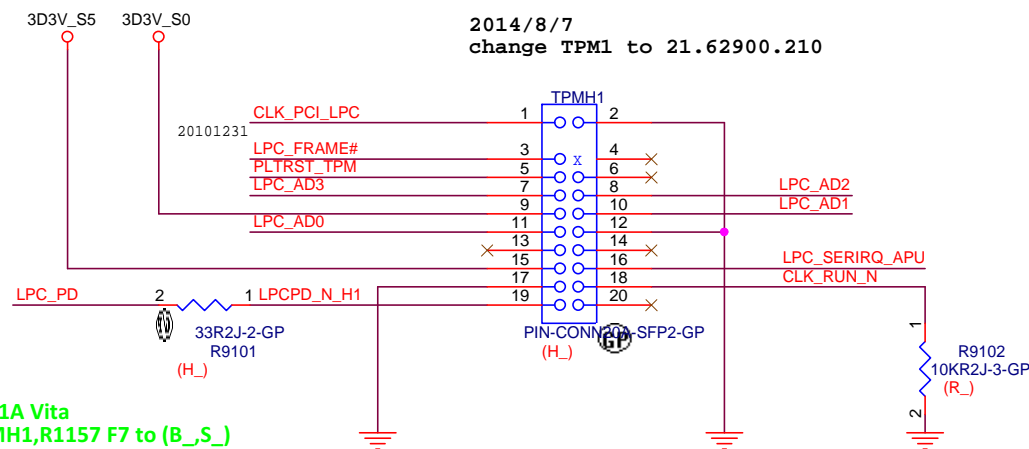 3D3V_S5 3D3V_S0
2014/8/7
change TPM1 to 21.62900.210
TPMH1
CLK_PCI_LPC 1 2
20101231
LPC_FRAME# 3 X 4
PLTRST_TPM 5 6
LPC_AD3 7 8 LPC_AD2
9 10 LPC_AD1
LPC_AD0 11 12
13 14
15 16 LPC_SERIRQ_APU
17 18 CLK_RUN_N
LPC_PD 2 1 LPCPD_N_H1 19 20
33R2J-2-GP
R9101
(H_)
PIN-CONN20A-SFP2-GP
GP
(H_)
1
R9102
10KR2J-3-GP
(R_)
2
1A Vita
MH1,R1157 F7 to (B_,S_)